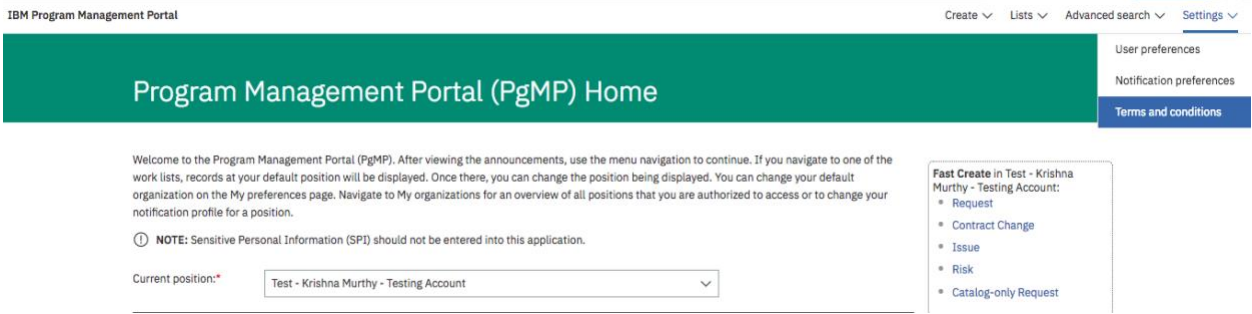 IBM Program Management Portal
Create
Lists
Advanced search
Settings
User preferences
Notification preferences
Terms and conditions
Program Management Portal (PgMP) Home
Welcome to the Program Management Portal (PgMP). After viewing the announcements, use the menu navigation to continue. If you navigate to one of the
work lists, records at your default position will be displayed. Once there, you can change the position being displayed. You can change your default
organization on the My preferences page. Navigate to My organizations for an overview of all positions that you are authorized to access or to change your
notification profile for a position.
NOTE: Sensitive Personal Information (SPI) should not be entered into this application.
Current position:*
Test - Krishna Murthy - Testing Account
Fast Create in Test - Krishna
Murthy - Testing Account:
Request
Contract Change
Issue
Risk
Catalog-only Request